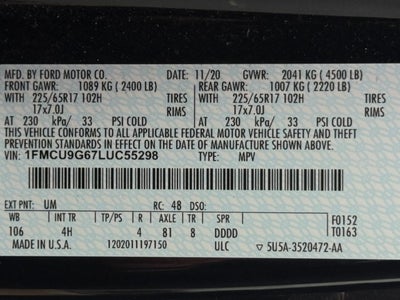 MFD. BY FORD MOTOR CO. 11/20 GVWR: 2041 KG (4500 LB)
FRONT GAWR: 1089 KG (2400 LB) REAR GAWR: 1007 KG (2220 LB)
WITH 225/65R17 102H TIRES WITH 225/65R17 102H TIRES
17x7.0J RIMS 17x7.0J RIMS
AT 230 kPa/ 33 PSI COLD AT 230 kPa/ 33 PSI COLD
THIS VEHICLE CONFORMS TO ALL APPLICABLE FEDERAL MOTOR VEHICLE
SAFETY AND THEFT PREVENTION STANDARDS IN EFFECT ON THE DATE OF
MANUFACTURE SHOWN ABOVE.
VIN: 1FMCU9G67LUC55298 TYPE: MPV
EXT PNT: UM RC: 48 DSO: F0152
WB INT TR TP/PS R AXLE TR SPR T0163
106 4H 4 81 8 DDDD
MADE IN U.S.A. 1202011197150 ULC 5U5A-3520472-AA